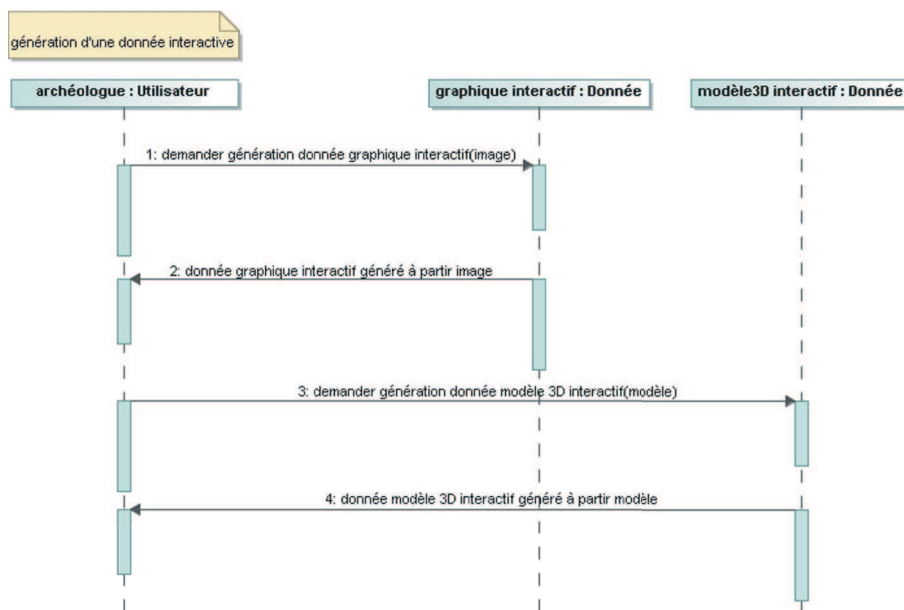 génération d'une donnée interactive
archéologue : Utilisateur
graphique interactif : Donnée
modèle3D interactif : Donnée
1: demander génération donnée graphique interactif(image)
2: donnée graphique interactif généré à partir image
3: demander génération donnée modèle 3D interactif(modèle)
4: donnée modèle 3D interactif généré à partir modèle